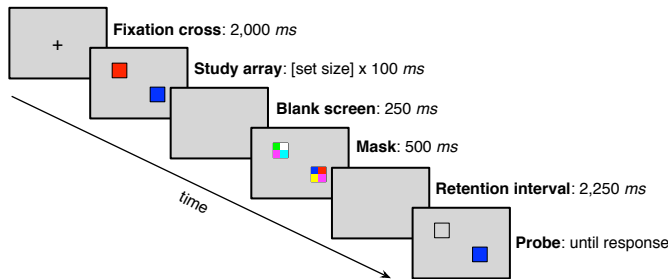 Fixation cross: 2,000 ms
Study array: [set size] x 100 ms
Blank screen: 250 ms
Mask: 500 ms
Retention interval: 2,250 ms
Probe: until response
time